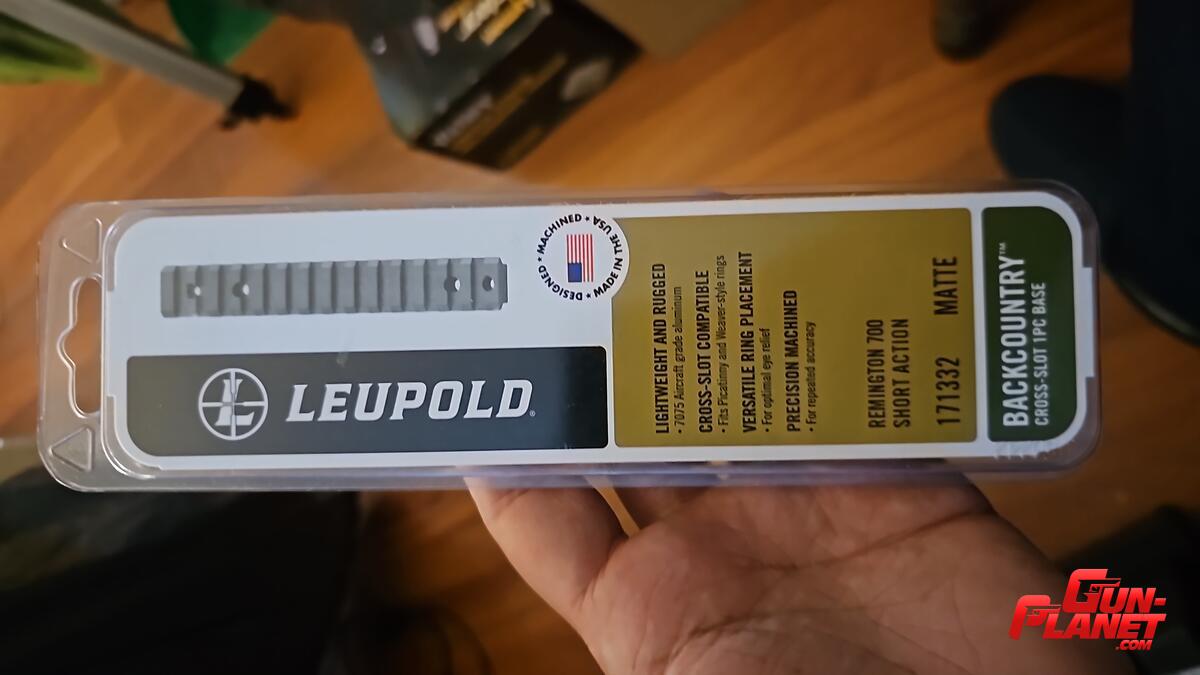 DESIGNED ★ MACHINED ★ MADE IN THE USA ★
LEUPOLD®
LIGHTWEIGHT AND RUGGED
• 7075 Aircraft grade aluminum
CROSS-SLOT COMPATIBLE
• Fits Picatinny and Weaver-style rings
VERSATILE RING PLACEMENT
• For optimal eye relief
PRECISION MACHINED
• For repeated accuracy
REMINGTON 700
SHORT ACTION
171332 MATTE
BACKCOUNTRY™
CROSS-SLOT 1PC BASE
GUN-
PLANET
.COM